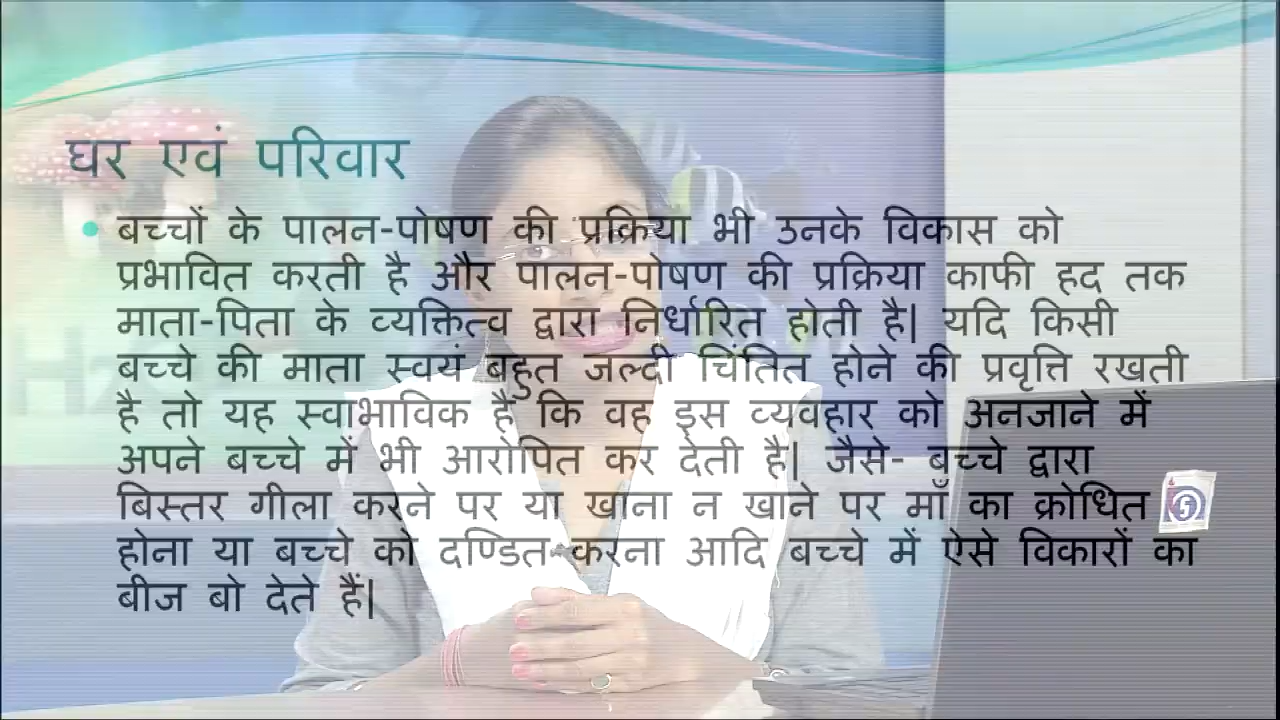 घर एवं परिवार
• बच्चों के पालन-पोषण की प्रक्रिया भी उनके विकास को
प्रभावित करती है और पालन-पोषण की प्रक्रिया काफी हद तक
माता-पिता के व्यक्तित्व द्वारा निर्धारित होती है| यदि किसी
बच्चे की माता स्वयं बहुत जल्दी चिंतित होने की प्रवृत्ति रखती
है तो यह स्वाभाविक है कि वह इस व्यवहार को अनजाने में
अपने बच्चे में भी आरोपित कर देती है| जैसे- बच्चे द्वारा
बिस्तर गीला करने पर या खाना न खाने पर माँ का क्रोधित
होना या बच्चे को दण्डित करना आदि बच्चे में ऐसे विकारों का
बीज बो देते हैं|